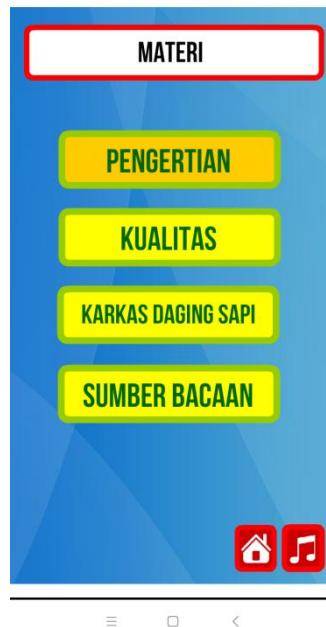 MATERI
PENGERTIAN
KUALITAS
KARKAS DAGING SAPI
SUMBER BACAAN